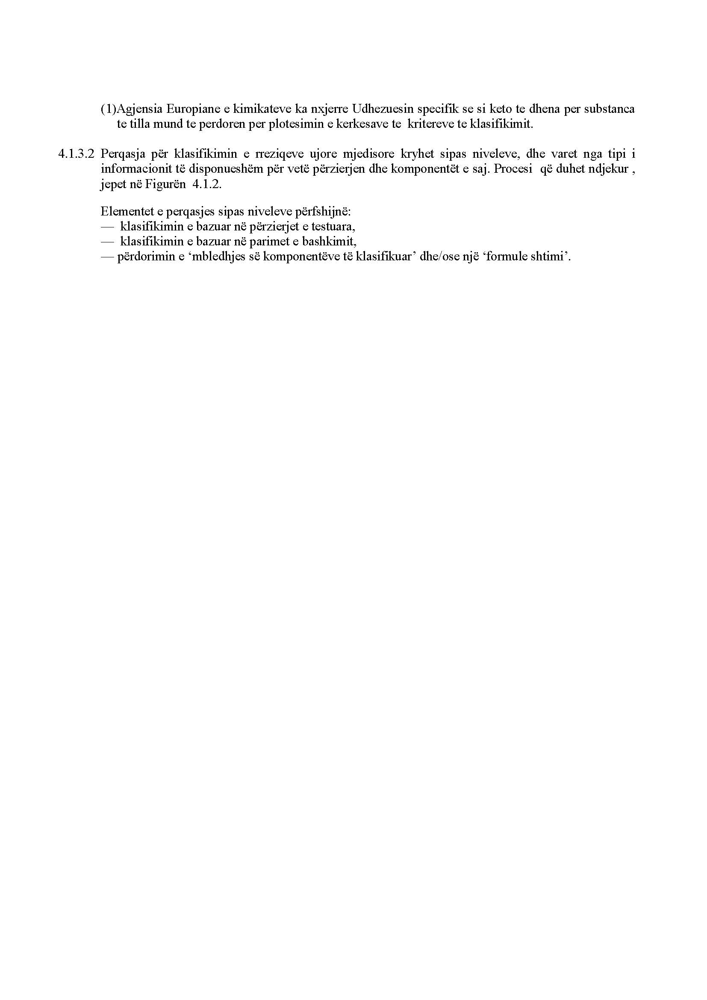 (1)Agjensia Europiane e kimikateve ka nxjerre Udhezuesin specifik se si keto te dhena per substanca
te tilla mund te perdoren per plotesimin e kerkesave te  kritereve te klasifikimit.
4.1.3.2 Perqasja për klasifikimin e rreziqeve ujore mjedisore kryhet sipas niveleve, dhe varet nga tipi i
informacionit të disponueshëm për vetë përzierjen dhe komponentët e saj. Procesi  që duhet ndjekur ,
jepet në Figurën  4.1.2.
Elementet e perqasjes sipas niveleve përfshijnë:
—  klasifikimin e bazuar në përzierjet e testuara,
—  klasifikimin e bazuar në parimet e bashkimit,
— përdorimin e ‘mbledhjes së komponentëve të klasifikuar’ dhe/ose një ‘formule shtimi’.